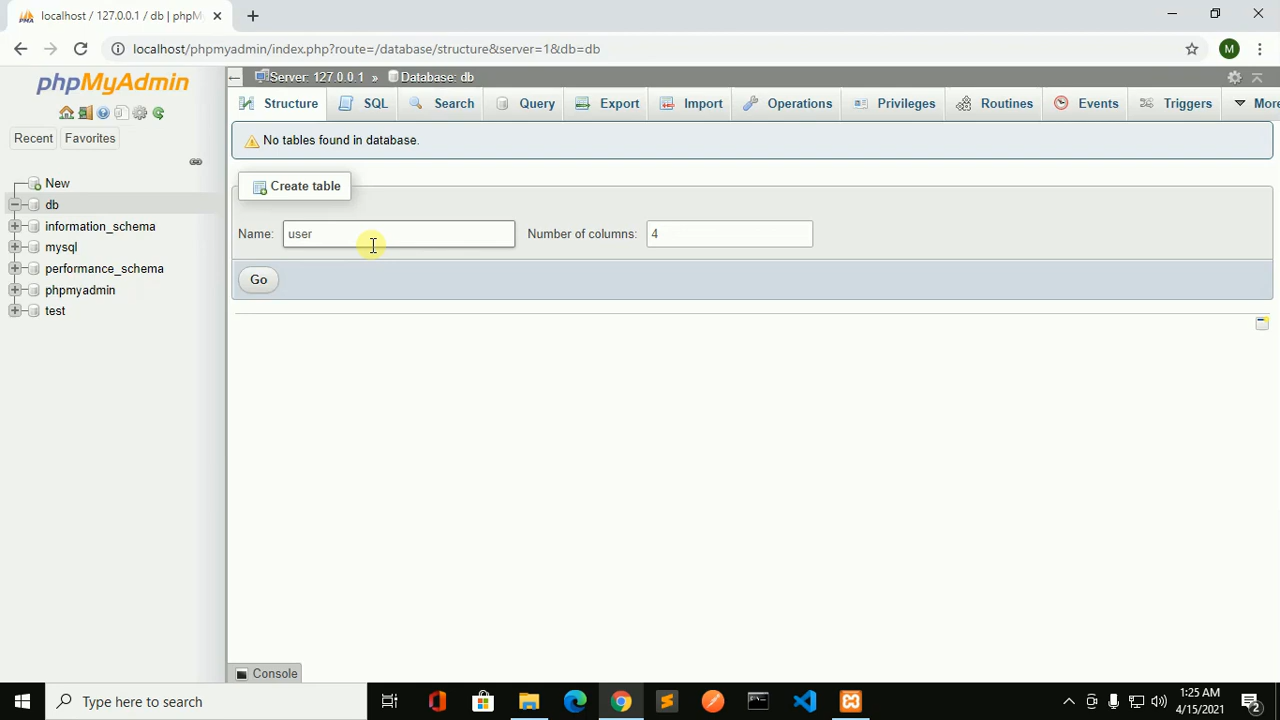 localhost / 127.0.0.1 / db | phpM
localhost/phpmyadmin/index.php?route=/database/structure&server=1&db=db
M
phpMyAdmin
Server: 127.0.0.1 » Database: db
Structure SQL Search Query Export Import Operations Privileges Routines Events Triggers More
Recent Favorites
No tables found in database.
New
db
information_schema
mysql
performance_schema
phpmyadmin
test
Create table
Name: user Number of columns: 4
Go
Console
Type here to search
1:25 AM
4/15/2021
2